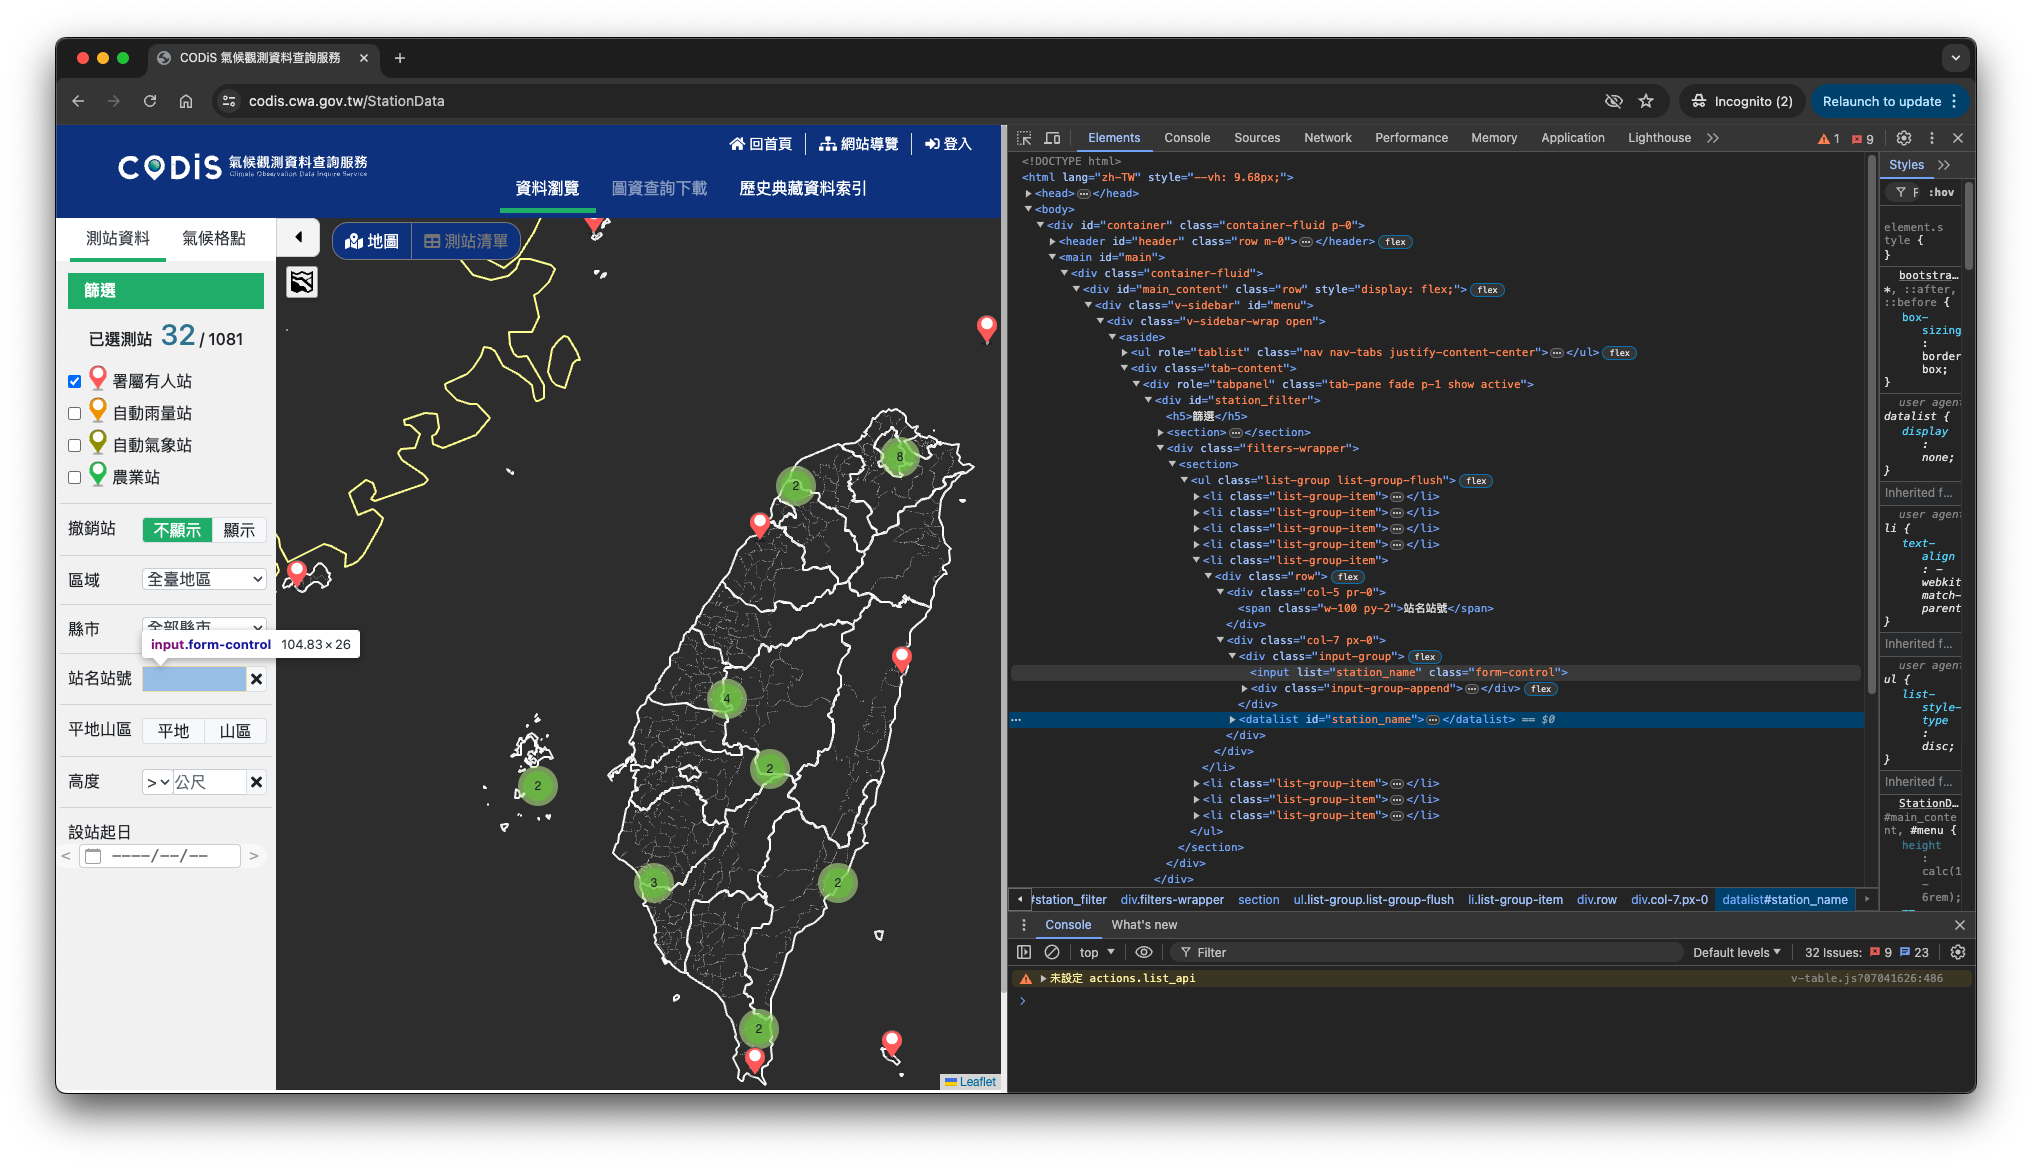 CODiS 氣候觀測資料查詢服務
codis.cwa.gov.tw/StationData
Incognito (2)
Relaunch to update
回首頁
網站導覽
登入
CODiS 氣候觀測資料查詢服務
Climate Observation Data Inquire Service
資料瀏覽
圖資查詢下載
歷史典藏資料索引
測站資料
氣候格點
地圖
測站清單
篩選
已選測站 32 / 1081
署屬有人站
自動雨量站
自動氣象站
農業站
撤銷站 不顯示 顯示
區域 全臺地區
縣市 全部縣市
input.form-control 104.83 × 26
站名站號
平地山區 平地 山區
高度 > 公尺
設站起日
< ----/--/-- >
8
2
4
2
2
3
2
2
Leaflet
Elements Console Sources Network Performance Memory Application Lighthouse
1 9
<!DOCTYPE html>
<html lang="zh-TW" style="--vh: 9.68px;">
<head>…</head>
<body>
<div id="container" class="container-fluid p-0">
<header id="header" class="row m-0">…</header> flex
<main id="main">
<div class="container-fluid">
<div id="main_content" class="row" style="display: flex;"> flex
<div class="v-sidebar" id="menu">
<div class="v-sidebar-wrap open">
<aside>
<ul role="tablist" class="nav nav-tabs justify-content-center">…</ul> flex
<div class="tab-content">
<div role="tabpanel" class="tab-pane fade p-1 show active">
<div id="station_filter">
<h5>篩選</h5>
<section>…</section>
<div class="filters-wrapper">
<section>
<ul class="list-group list-group-flush"> flex
<li class="list-group-item">…</li>
<li class="list-group-item">…</li>
<li class="list-group-item">…</li>
<li class="list-group-item">…</li>
<li class="list-group-item">
<div class="row"> flex
<div class="col-5 pr-0">
<span class="w-100 py-2">站名站號</span>
</div>
<div class="col-7 px-0">
<div class="input-group"> flex
<input list="station_name" class="form-control">
<div class="input-group-append">…</div> flex
</div>
… <datalist id="station_name">…</datalist> == $0
</div>
</div>
</li>
<li class="list-group-item">…</li>
<li class="list-group-item">…</li>
<li class="list-group-item">…</li>
</ul>
</section>
</div>
</div>
#station_filter div.filters-wrapper section ul.list-group.list-group-flush li.list-group-item div.row div.col-7.px-0 datalist#station_name
Styles
F :hov
element.s
tyle {
}
bootstra…
*, ::after,
::before {
box-
sizing
:
border
box;
}
user agent
datalist {
display
:
none;
}
Inherited f…
user agent
li {
text-
align
: -
webkit
match-
parent
}
Inherited f…
user agent
ul {
list-
style-
type
:
disc;
}
Inherited f…
StationD…
#main_conte
nt, #menu {
height
:
calc(1
-
6rem);
Console What's new
top Filter Default levels 32 Issues: 9 23
未設定 actions.list_api v-table.js?07041626:486